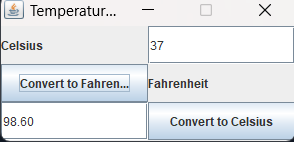 Temperatur...
Celsius
37
Convert to Fahren...
Fahrenheit
98.60
Convert to Celsius